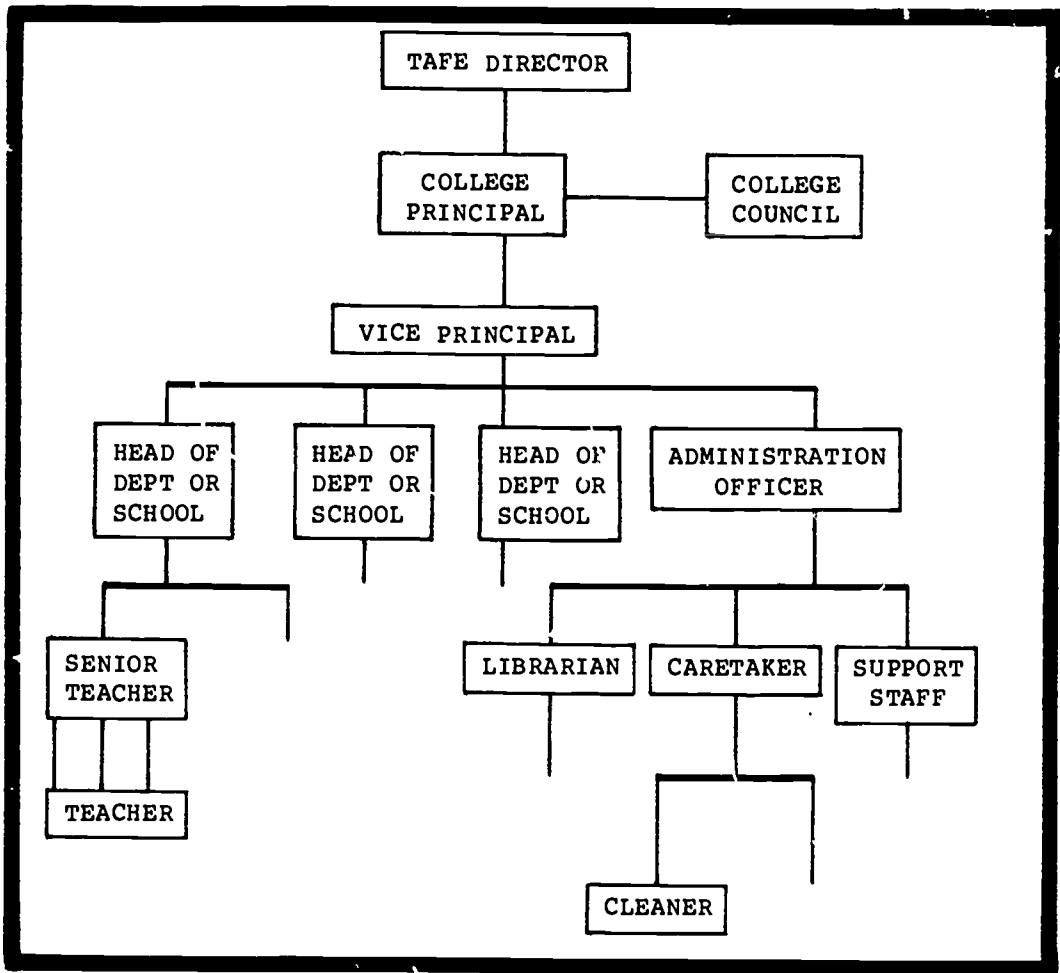 TAFE DIRECTOR
COLLEGE
PRINCIPAL
COLLEGE
COUNCIL
VICE PRINCIPAL
HEAD OF
DEPT OR
SCHOOL
HEAD OF
DEPT OR
SCHOOL
HEAD OF
DEPT OR
SCHOOL
ADMINISTRATION
OFFICER
SENIOR
TEACHER
LIBRARIAN
CARETAKER
SUPPORT
STAFF
TEACHER
CLEANER